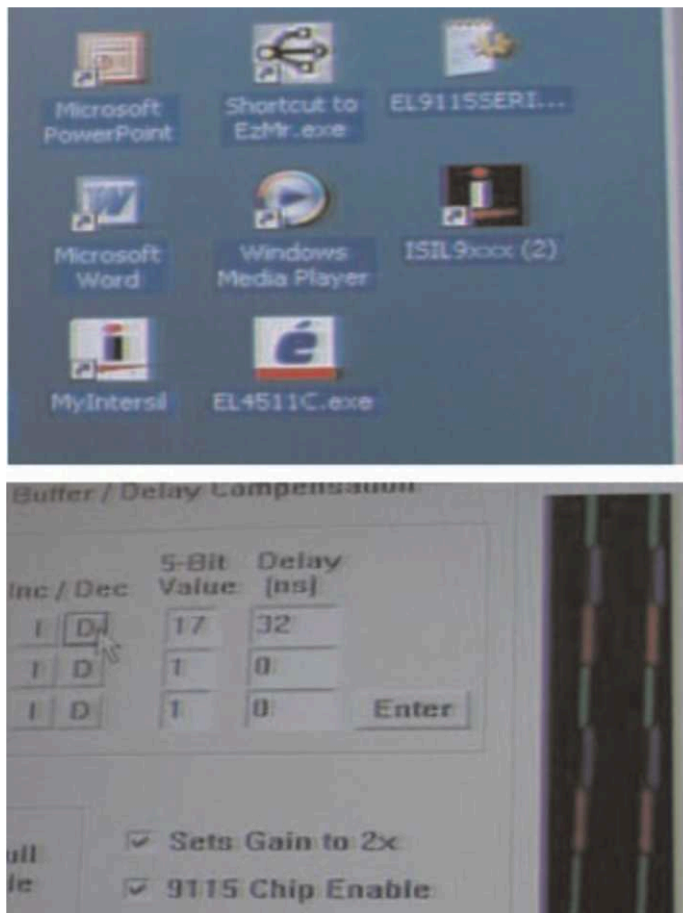 Microsoft PowerPoint
Shortcut to EzMr.exe
EL9115SERI...
Microsoft Word
Windows Media Player
ISIL9xxx (2)
MyIntersil
EL4511C.exe
Buffer / Delay Compensation
Inc / Dec
5-Bit Value
Delay (ns)
I D 17 32
I D 1 0
I D 1 0 Enter
ull
le
Sets Gain to 2x
9115 Chip Enable